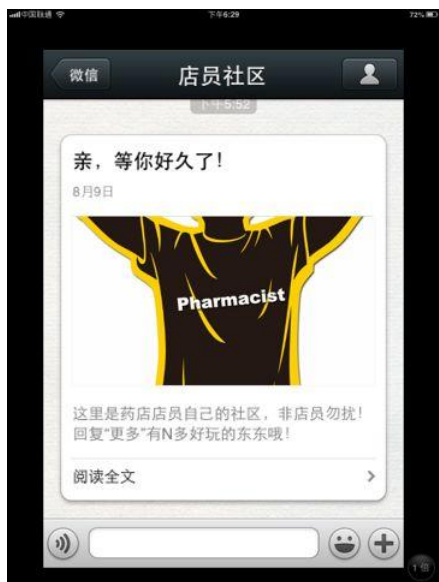 中国联通 下午6:29 72%
微信 店员社区
下午5:52
亲，等你好久了！
8月9日
Pharmacist
这里是药店店员自己的社区，非店员勿扰！
回复“更多”有N多好玩的东东哦！
阅读全文
1倍